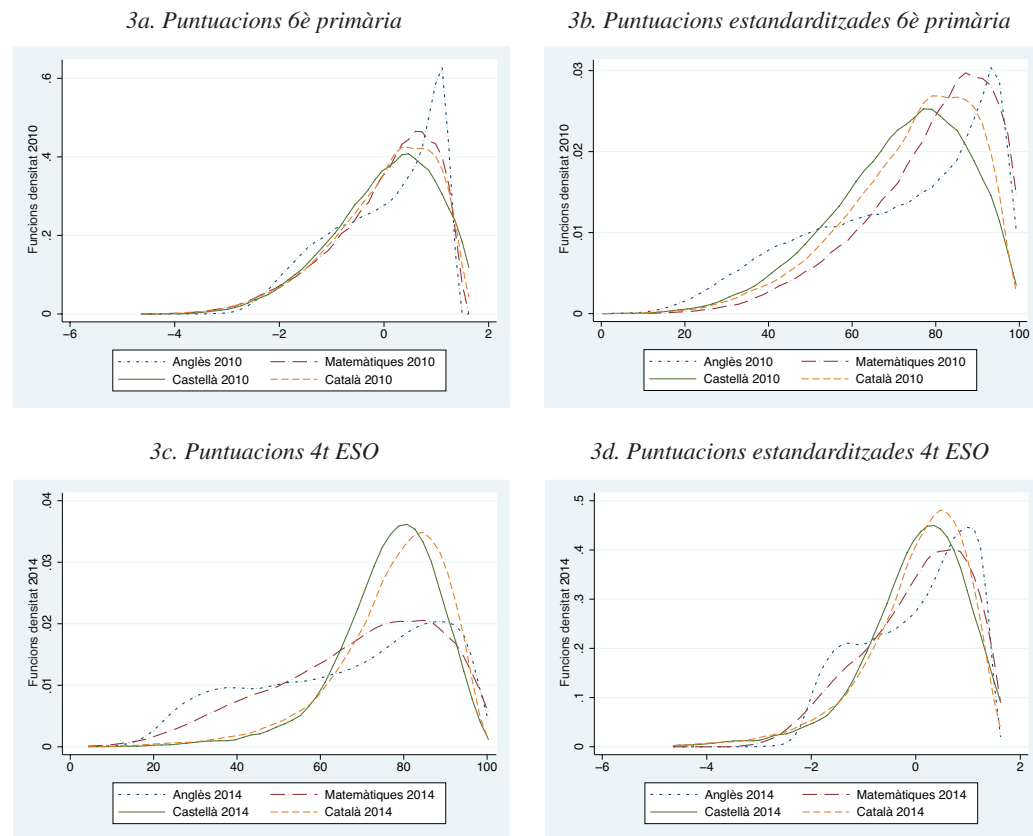 3a. Puntuacions 6è primària
Funcions densitat 2010
.6
.4
.2
0
−6
−4
−2
0
2
Anglès 2010
Matemàtiques 2010
Castellà 2010
Català 2010
3b. Puntuacions estandarditzades 6è primària
Funcions densitat 2010
.03
.02
.01
0
0
20
40
60
80
100
Anglès 2010
Matemàtiques 2010
Castellà 2010
Català 2010
3c. Puntuacions 4t ESO
Funcions densitat 2014
.04
.03
.02
.01
0
0
20
40
60
80
100
Anglès 2014
Matemàtiques 2014
Castellà 2014
Català 2014
3d. Puntuacions estandarditzades 4t ESO
Funcions densitat 2014
.5
.4
.3
.2
.1
0
−6
−4
−2
0
2
Anglès 2014
Matemàtiques 2014
Castellà 2014
Català 2014